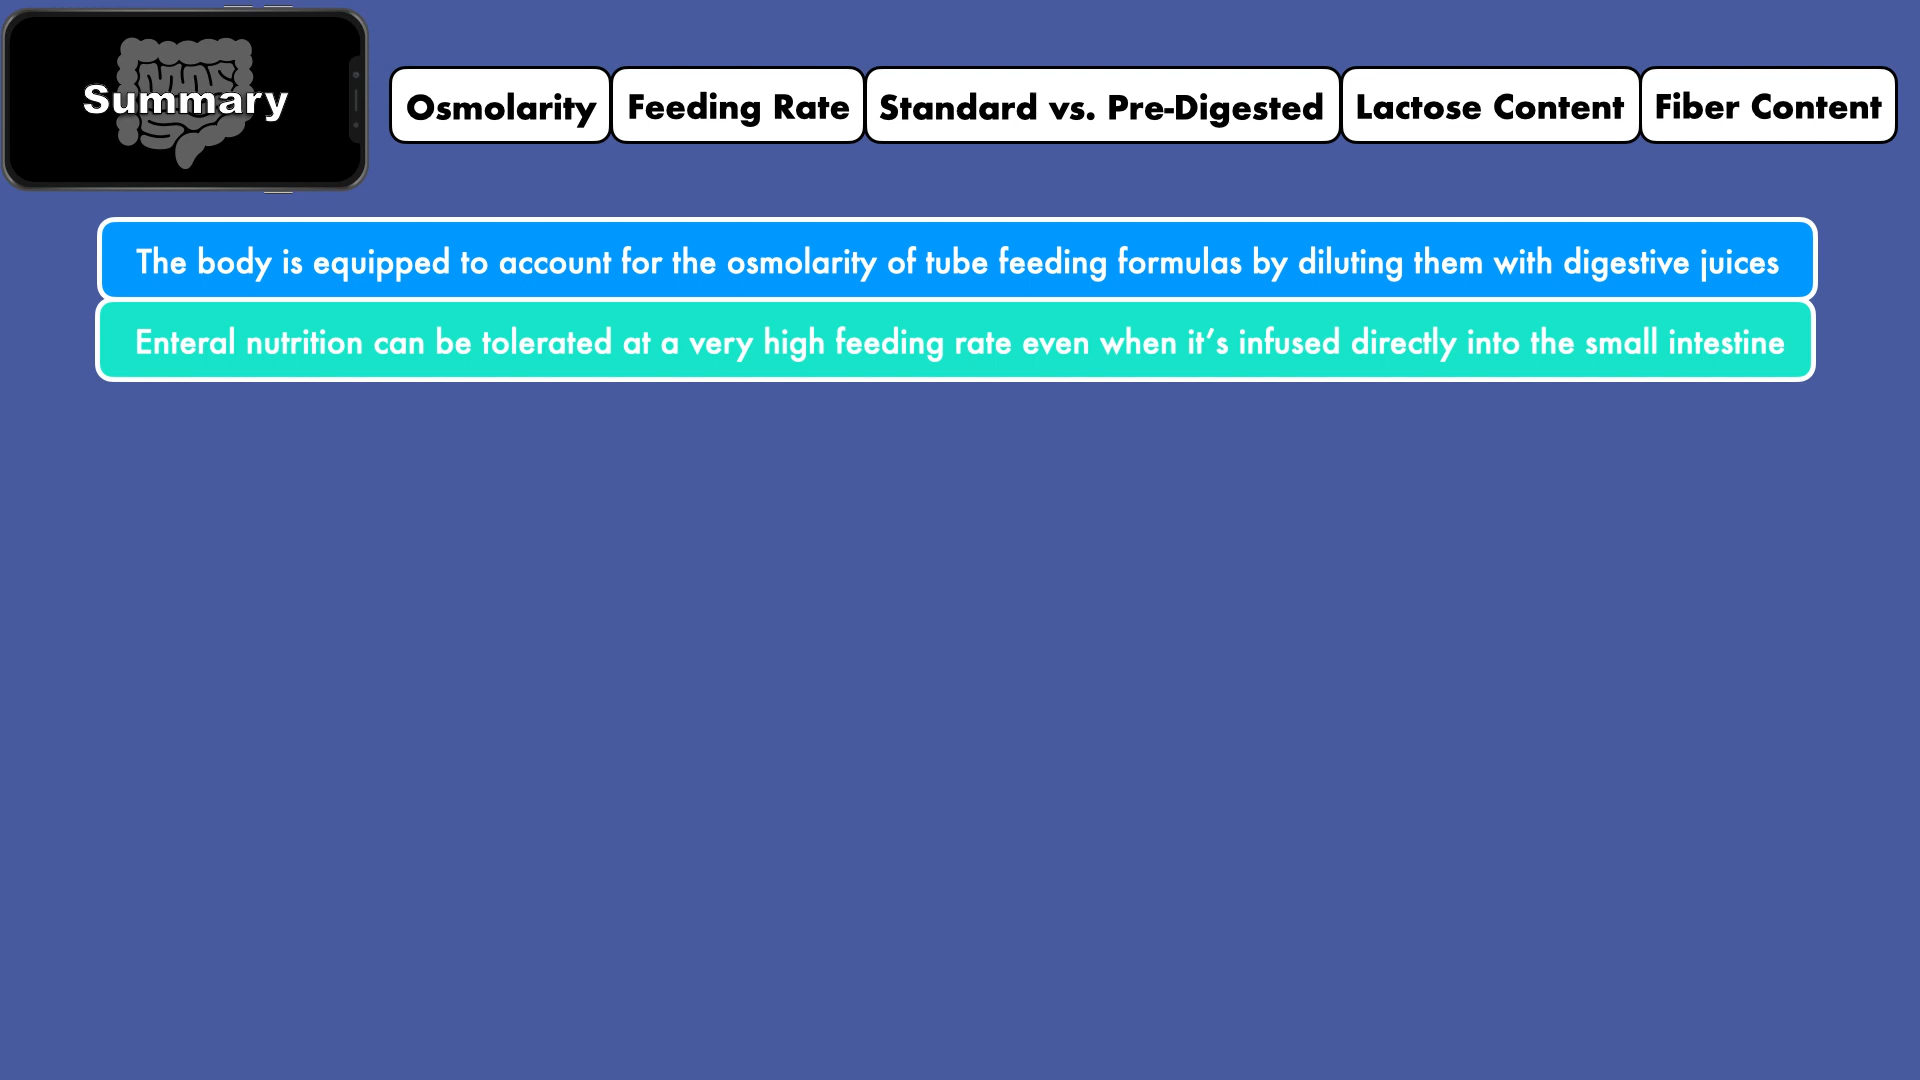 Summary
Osmolarity
Feeding Rate
Standard vs. Pre-Digested
Lactose Content
Fiber Content
The body is equipped to account for the osmolarity of tube feeding formulas by diluting them with digestive juices
Enteral nutrition can be tolerated at a very high feeding rate even when it’s infused directly into the small intestine